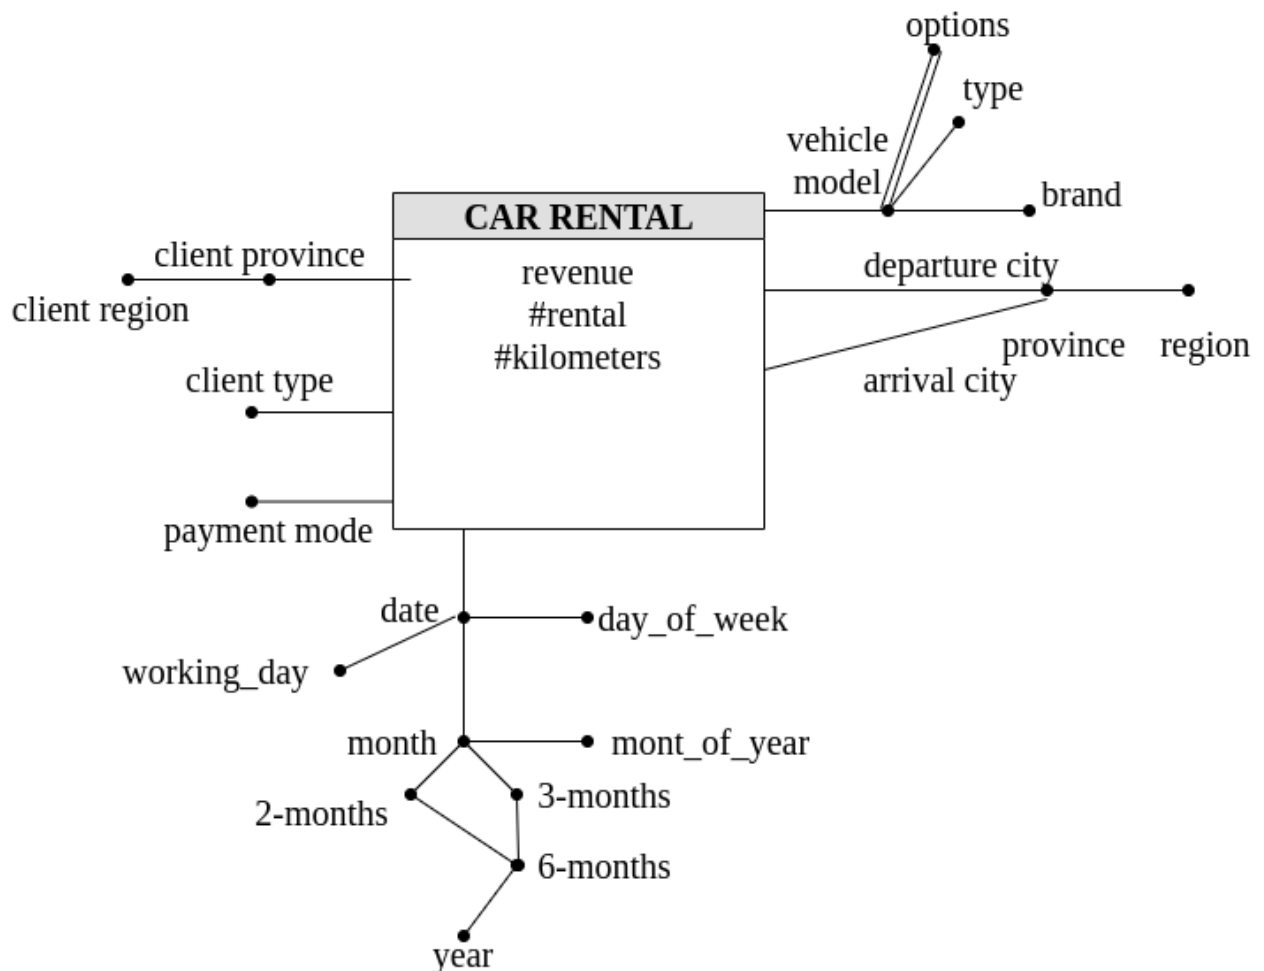 options
type
vehicle
model
brand
CAR RENTAL
client province
revenue
departure city
client region
#rental
#kilometers
province
region
client type
arrival city
payment mode
date
day_of_week
working_day
month
mont_of_year
2-months
3-months
6-months
year